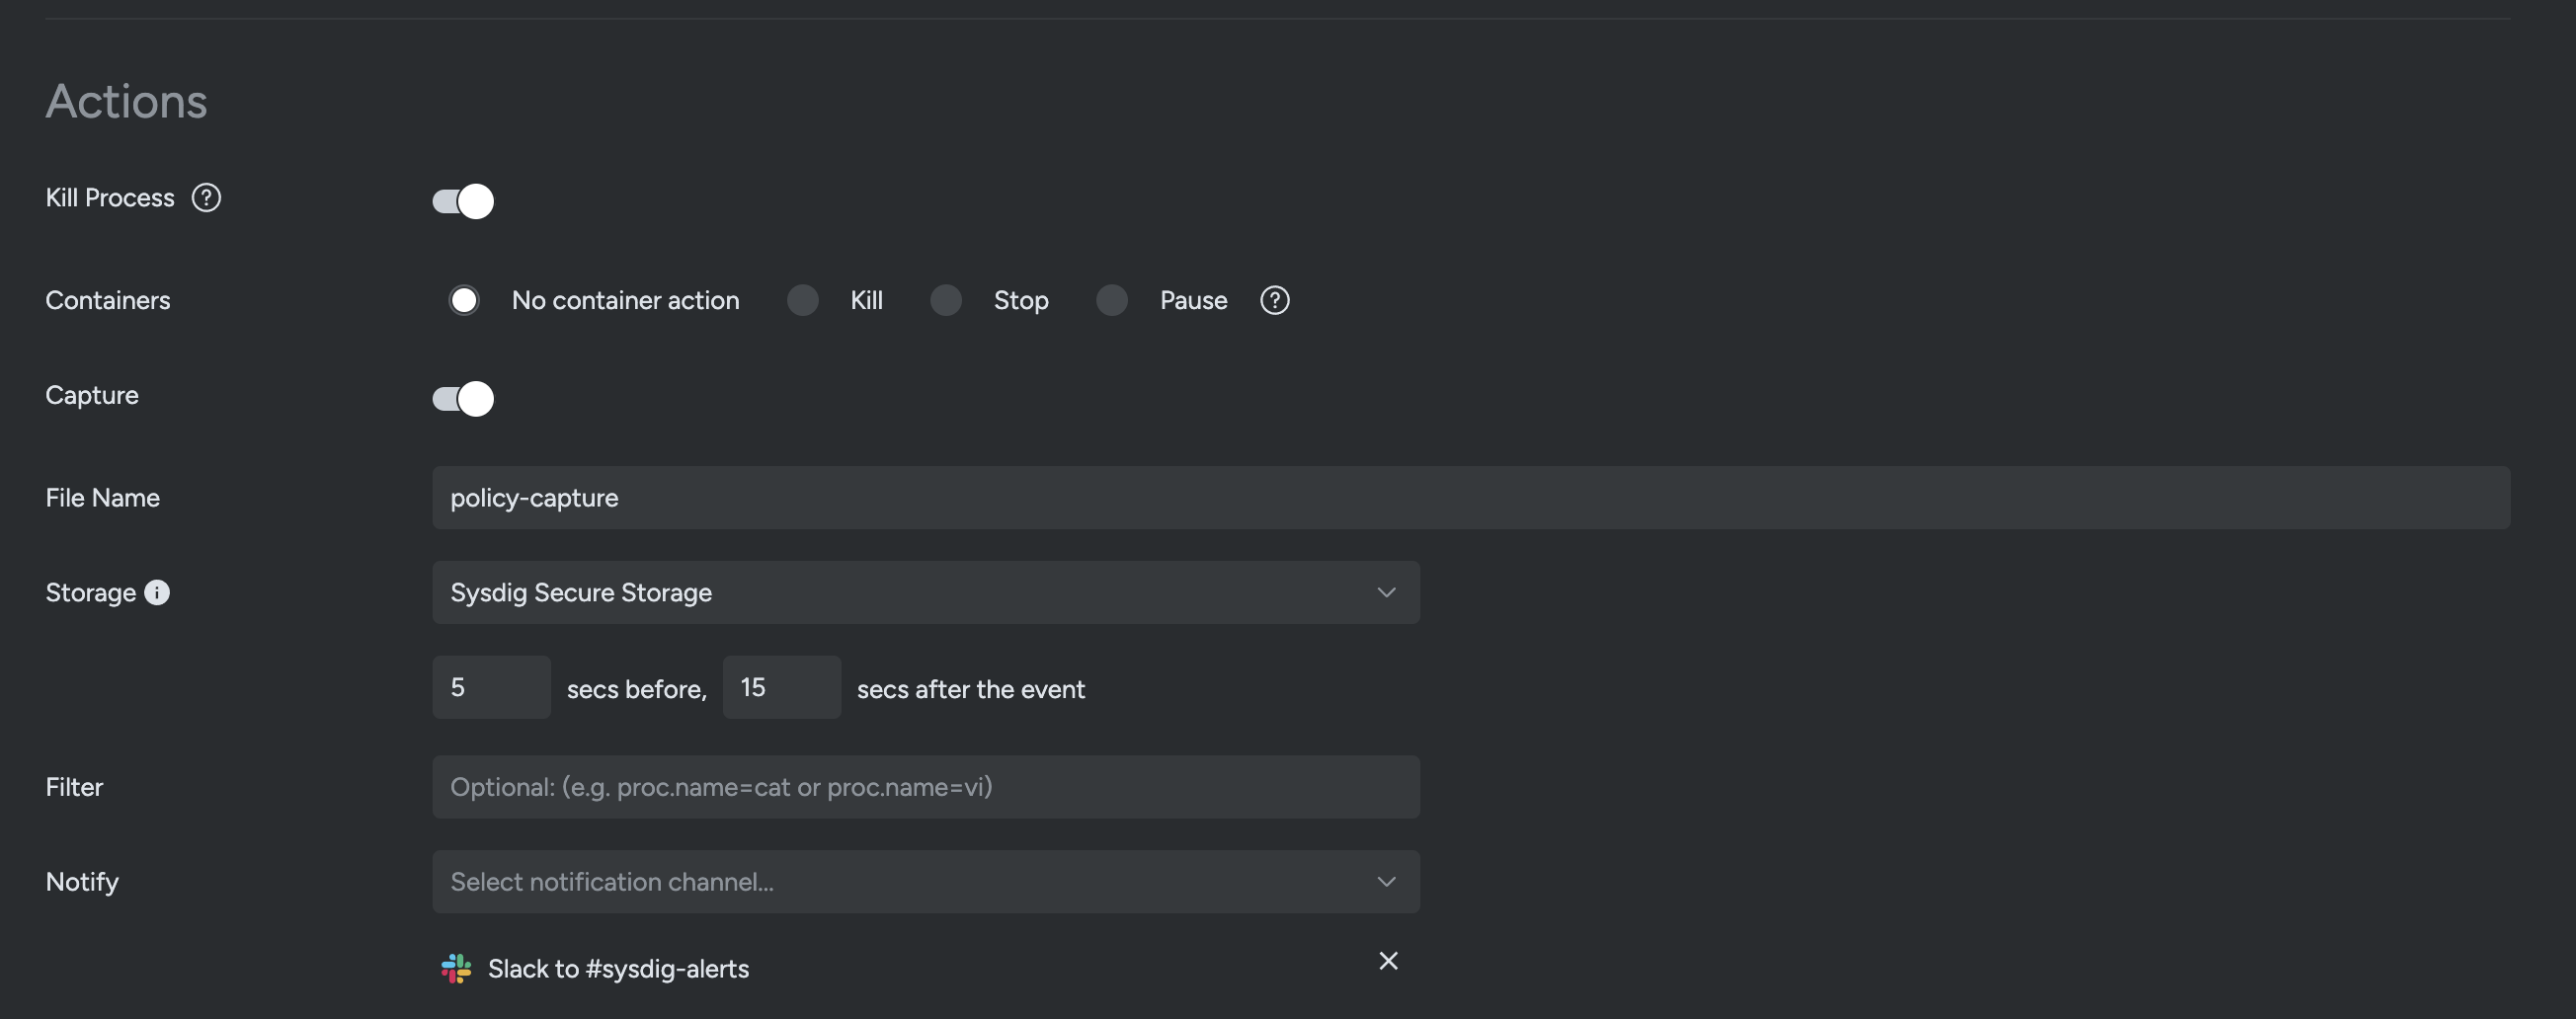 Actions
Kill Process ?
Containers No container action Kill Stop Pause ?
Capture
File Name policy-capture
Storage i Sysdig Secure Storage
5 secs before, 15 secs after the event
Filter Optional: (e.g. proc.name=cat or proc.name=vi)
Notify Select notification channel...
Slack to #sysdig-alerts